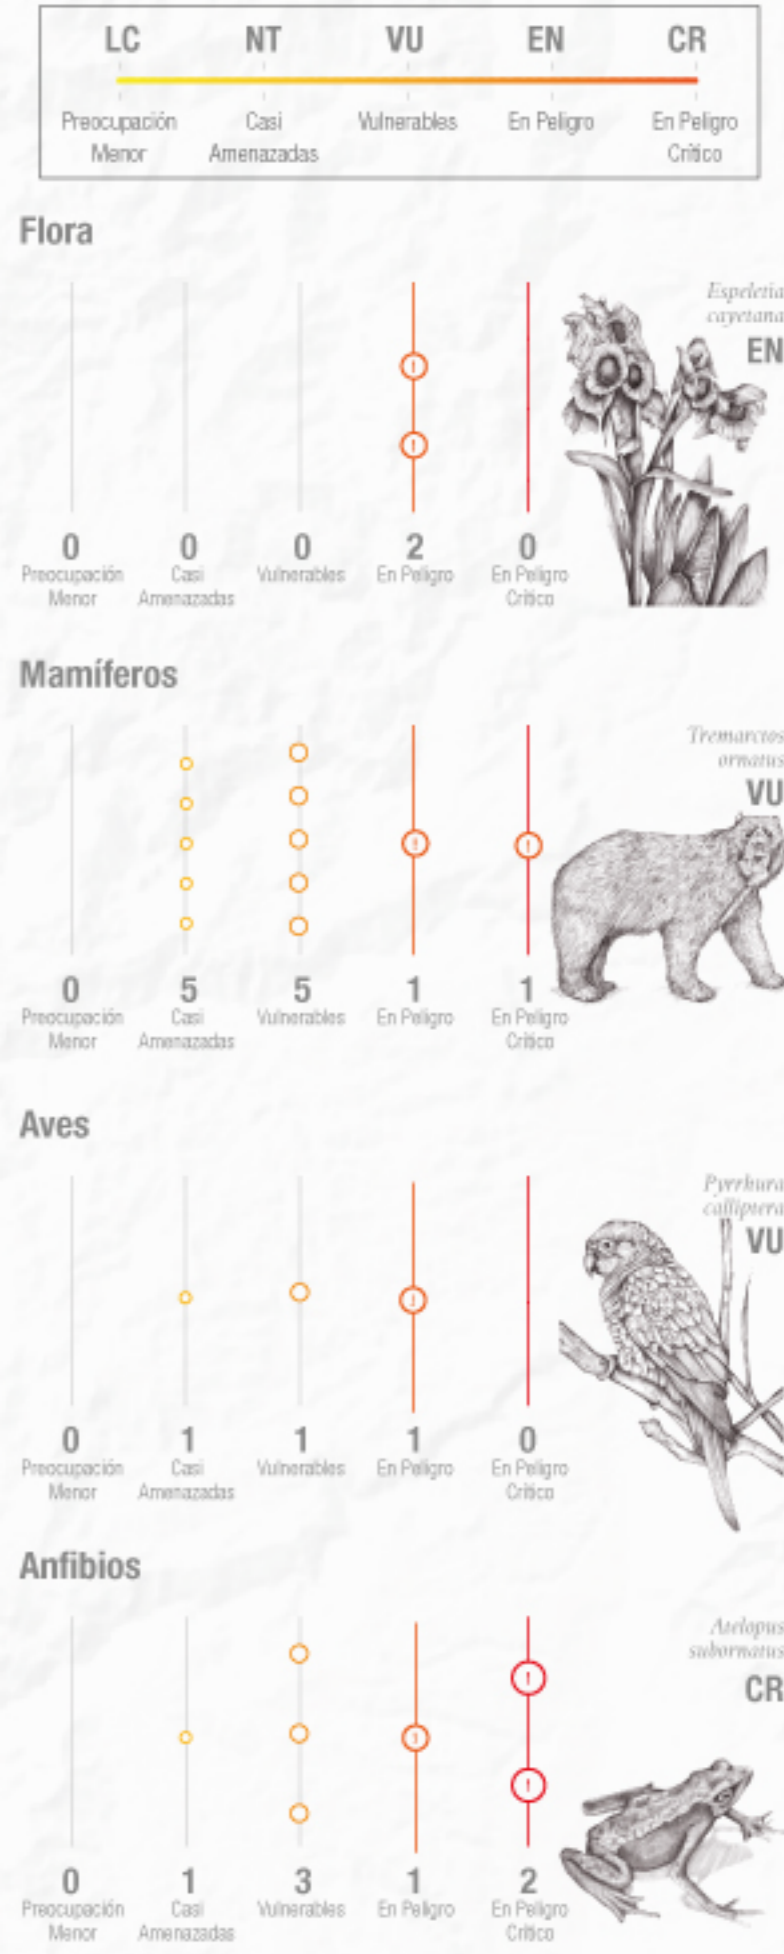 LC NT VU EN CR
Preocupación Casi Vulnerables En Peligro En Peligro
Menor Amenazadas Crítico
Flora
Espeletia
cayetana
EN
0 0 0 2 0
Preocupación Casi Vulnerables En Peligro En Peligro
Menor Amenazadas Crítico
Mamíferos
Tremarctos
ornatus
VU
0 5 5 1 1
Preocupación Casi Vulnerables En Peligro En Peligro
Menor Amenazadas Crítico
Aves
Pyrrhura
calliptera
VU
0 1 1 1 0
Preocupación Casi Vulnerables En Peligro En Peligro
Menor Amenazadas Crítico
Anfibios
Atelopus
subornatus
CR
0 1 3 1 2
Preocupación Casi Vulnerables En Peligro En Peligro
Menor Amenazadas Crítico